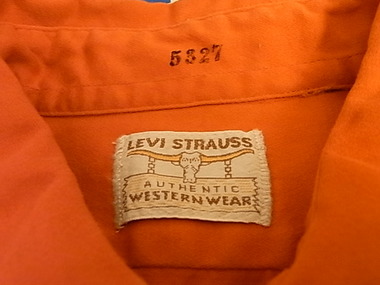 5327
LEVI STRAUSS
AUTHENTIC
WESTERN WEAR